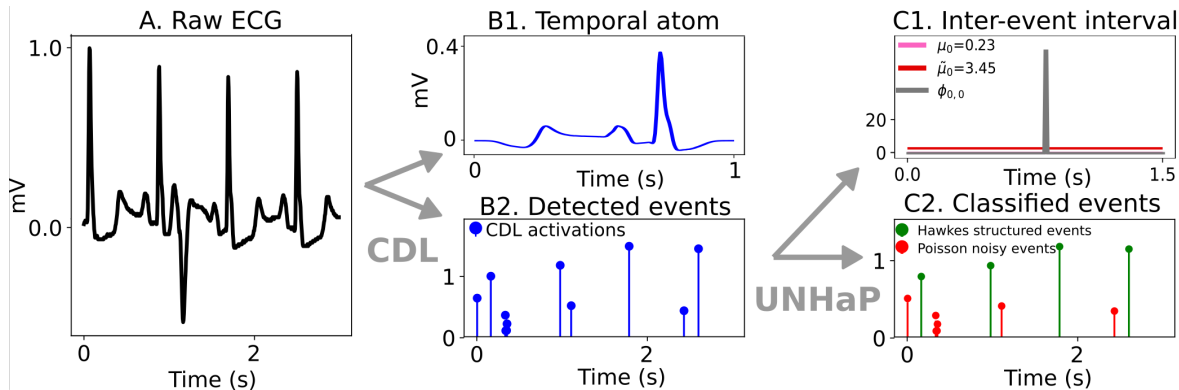 A. Raw ECG
1.0
0.0
mV
0
2
Time (s)
CDL
B1. Temporal atom
0.4
0
mV
0
1
Time (s)
B2. Detected events
CDL activations
1
0
0
2
Time (s)
UNHaP
C1. Inter-event interval
μ₀=0.23
μ̃₀=3.45
ϕ₀,₀
20
0
0.0
1.5
Time (s)
C2. Classified events
Hawkes structured events
Poisson noisy events
1
0
0
2
Time (s)